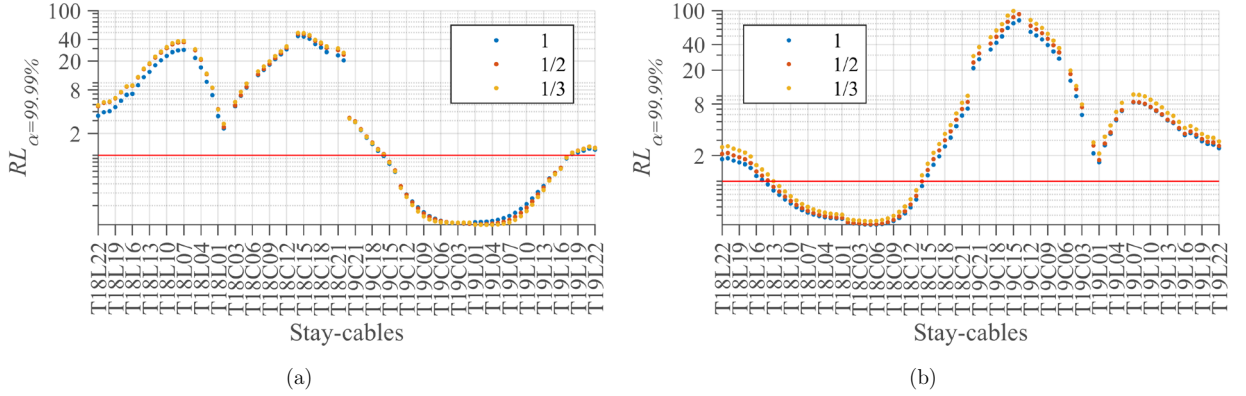 100
40
20
8
2
RL α=99.99%
1
1/2
1/3
T18L22
T18L19
T18L16
T18L13
T18L10
T18L07
T18L04
T18L01
T18C03
T18C06
T18C09
T18C12
T18C15
T18C18
T18C21
T19C21
T19C18
T19C15
T19C12
T19C09
T19C06
T19C03
T19L01
T19L04
T19L07
T19L10
T19L13
T19L16
T19L19
T19L22
Stay-cables
(a)
100
40
20
8
2
RL α=99.99%
1
1/2
1/3
T18L22
T18L19
T18L16
T18L13
T18L10
T18L07
T18L04
T18L01
T18C03
T18C06
T18C09
T18C12
T18C15
T18C18
T18C21
T19C21
T19C18
T19C15
T19C12
T19C09
T19C06
T19C03
T19L01
T19L04
T19L07
T19L10
T19L13
T19L16
T19L19
T19L22
Stay-cables
(b)